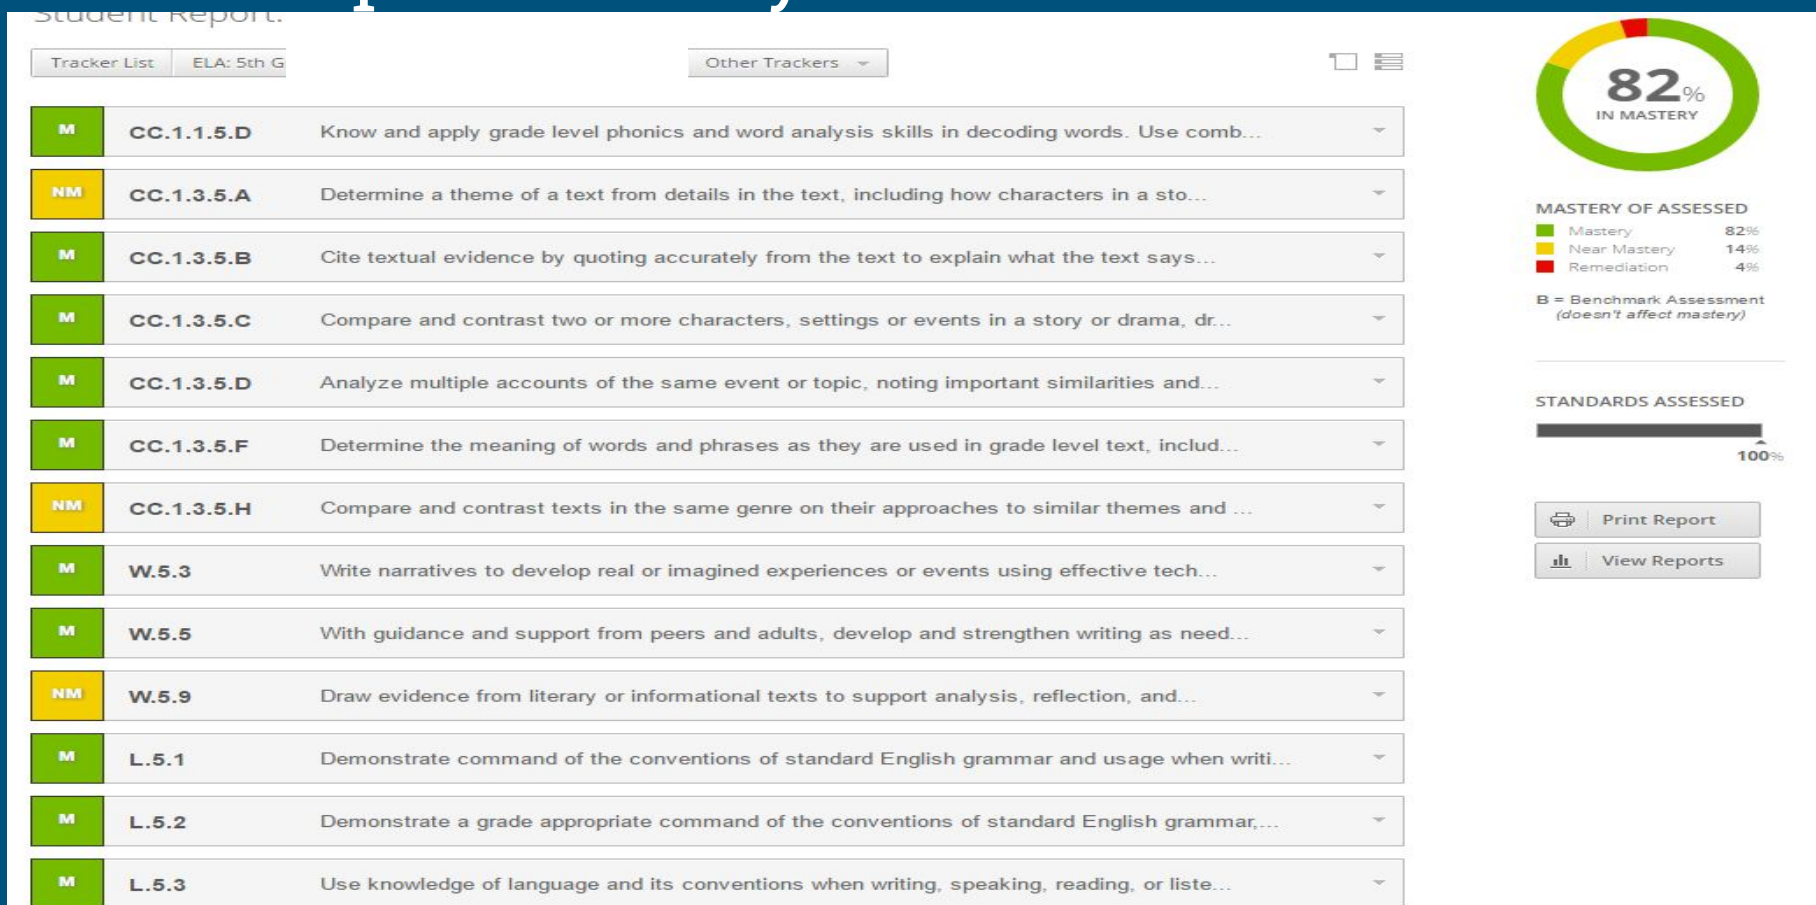 Student Report:
Tracker List ELA: 5th G
Other Trackers
M CC.1.1.5.D Know and apply grade level phonics and word analysis skills in decoding words. Use comb...
NM CC.1.3.5.A Determine a theme of a text from details in the text, including how characters in a sto...
M CC.1.3.5.B Cite textual evidence by quoting accurately from the text to explain what the text says...
M CC.1.3.5.C Compare and contrast two or more characters, settings or events in a story or drama, dr...
M CC.1.3.5.D Analyze multiple accounts of the same event or topic, noting important similarities and...
M CC.1.3.5.F Determine the meaning of words and phrases as they are used in grade level text, includ...
NM CC.1.3.5.H Compare and contrast texts in the same genre on their approaches to similar themes and ...
M W.5.3 Write narratives to develop real or imagined experiences or events using effective tech...
M W.5.5 With guidance and support from peers and adults, develop and strengthen writing as need...
NM W.5.9 Draw evidence from literary or informational texts to support analysis, reflection, and...
M L.5.1 Demonstrate command of the conventions of standard English grammar and usage when writi...
M L.5.2 Demonstrate a grade appropriate command of the conventions of standard English grammar,...
M L.5.3 Use knowledge of language and its conventions when writing, speaking, reading, or liste...
82%
IN MASTERY
MASTERY OF ASSESSED
Mastery 82%
Near Mastery 14%
Remediation 4%
B = Benchmark Assessment
(doesn't affect mastery)
STANDARDS ASSESSED
100%
Print Report
View Reports